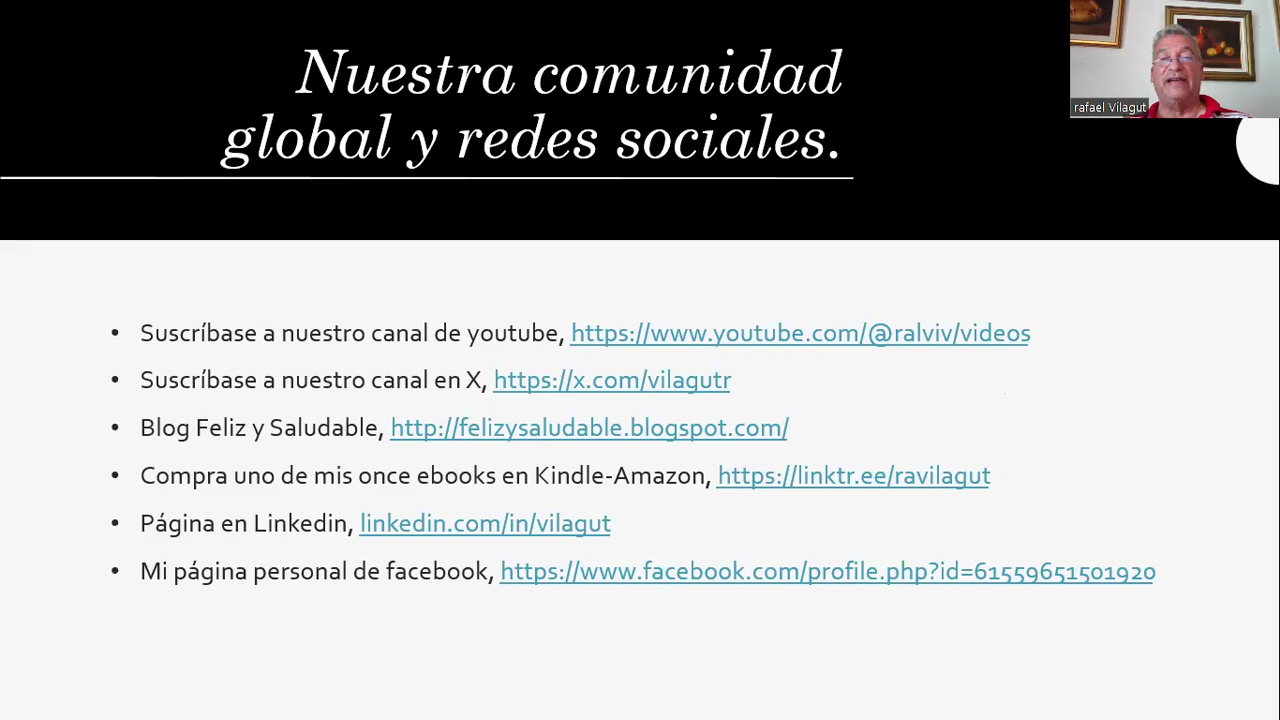 Nuestra comunidad
global y redes sociales.
rafael Vilagut
• Suscríbase a nuestro canal de youtube, https://www.youtube.com/@ralviv/videos
• Suscríbase a nuestro canal en X, https://x.com/vilagutr
• Blog Feliz y Saludable, http://felizysaludable.blogspot.com/
• Compra uno de mis once ebooks en Kindle-Amazon, https://linktr.ee/ravilagut
• Página en Linkedin, linkedin.com/in/vilagut
• Mi página personal de facebook, https://www.facebook.com/profile.php?id=61559651501920